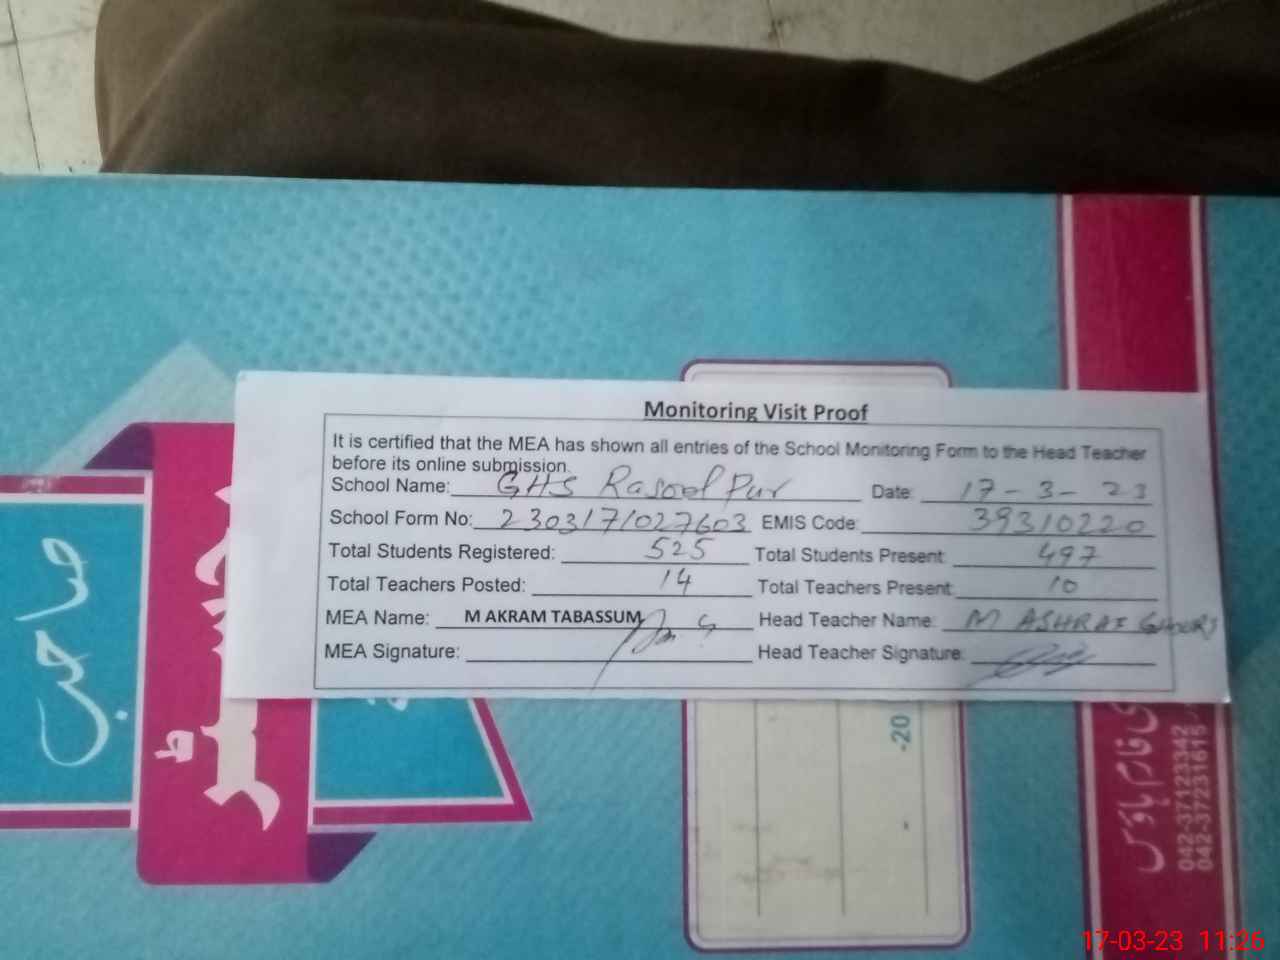 Monitoring Visit Proof
It is certified that the MEA has shown all entries of the School Monitoring Form to the Head Teacher
before its online submission.
School Name: GHS Rasool Pur Date: 17-3-23
School Form No: 230317/027603 EMIS Code: 39310220
Total Students Registered: 525 Total Students Present: 497
Total Teachers Posted: 14 Total Teachers Present: 10
MEA Name: M AKRAM TABASSUM Head Teacher Name: M ASHRAF
MEA Signature: Head Teacher Signature:
-20
042-37123342
042-37231615
17-03-23 11:26